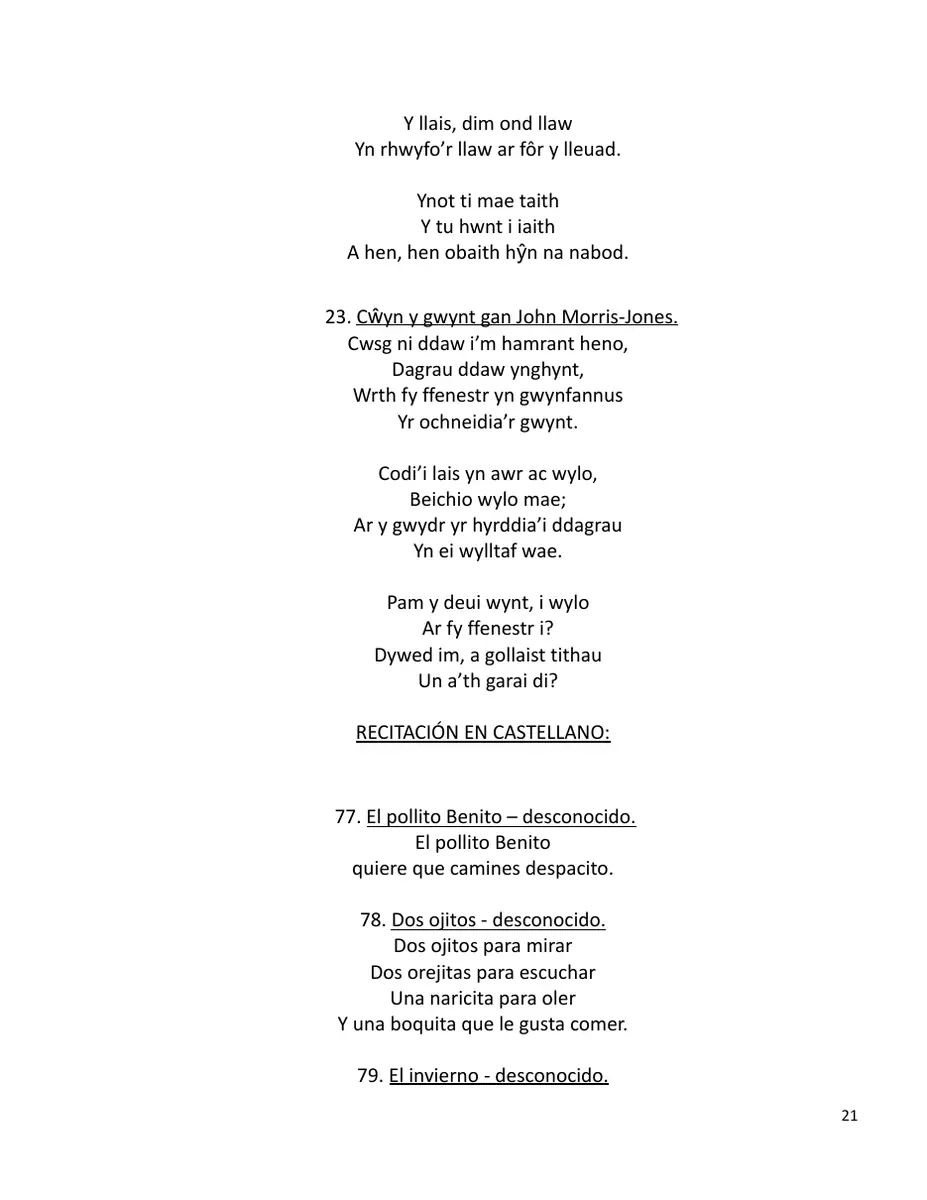 Y llais, dim ond llaw
Yn rhwyfo’r llaw ar fôr y lleuad.
Ynot ti mae taith
Y tu hwnt i iaith
A hen, hen obaith hŷn na nabod.
23. Cŵyn y gwynt gan John Morris-Jones.
Cwsg ni ddaw i’m hamrant heno,
Dagrau ddaw ynghynt,
Wrth fy ffenestr yn gwynfannus
Yr ochneidia’r gwynt.
Codi’i lais yn awr ac wylo,
Beichio wylo mae;
Ar y gwydr yr hyrddia’i ddagrau
Yn ei wylltaf wae.
Pam y deui wynt, i wylo
Ar fy ffenestr i?
Dywed im, a gollaist tithau
Un a’th garai di?
RECITACIÓN EN CASTELLANO:
77. El pollito Benito – desconocido.
El pollito Benito
quiere que camines despacito.
78. Dos ojitos - desconocido.
Dos ojitos para mirar
Dos orejitas para escuchar
Una naricita para oler
Y una boquita que le gusta comer.
79. El invierno - desconocido.
21